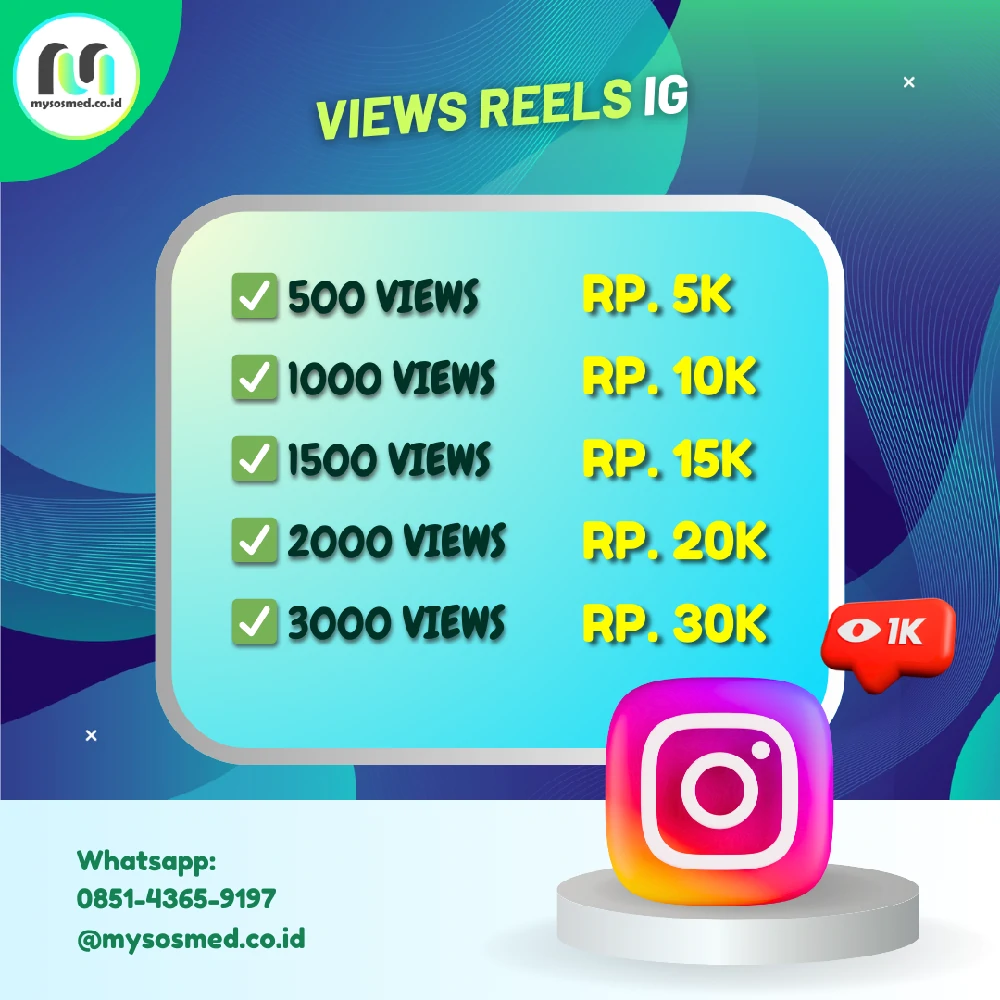 mysosmed.co.id
VIEWS REELS IG
500 VIEWS RP. 5K
1000 VIEWS RP. 10K
1500 VIEWS RP. 15K
2000 VIEWS RP. 20K
3000 VIEWS RP. 30K
1K
Whatsapp:
0851-4365-9197
@mysosmed.co.id